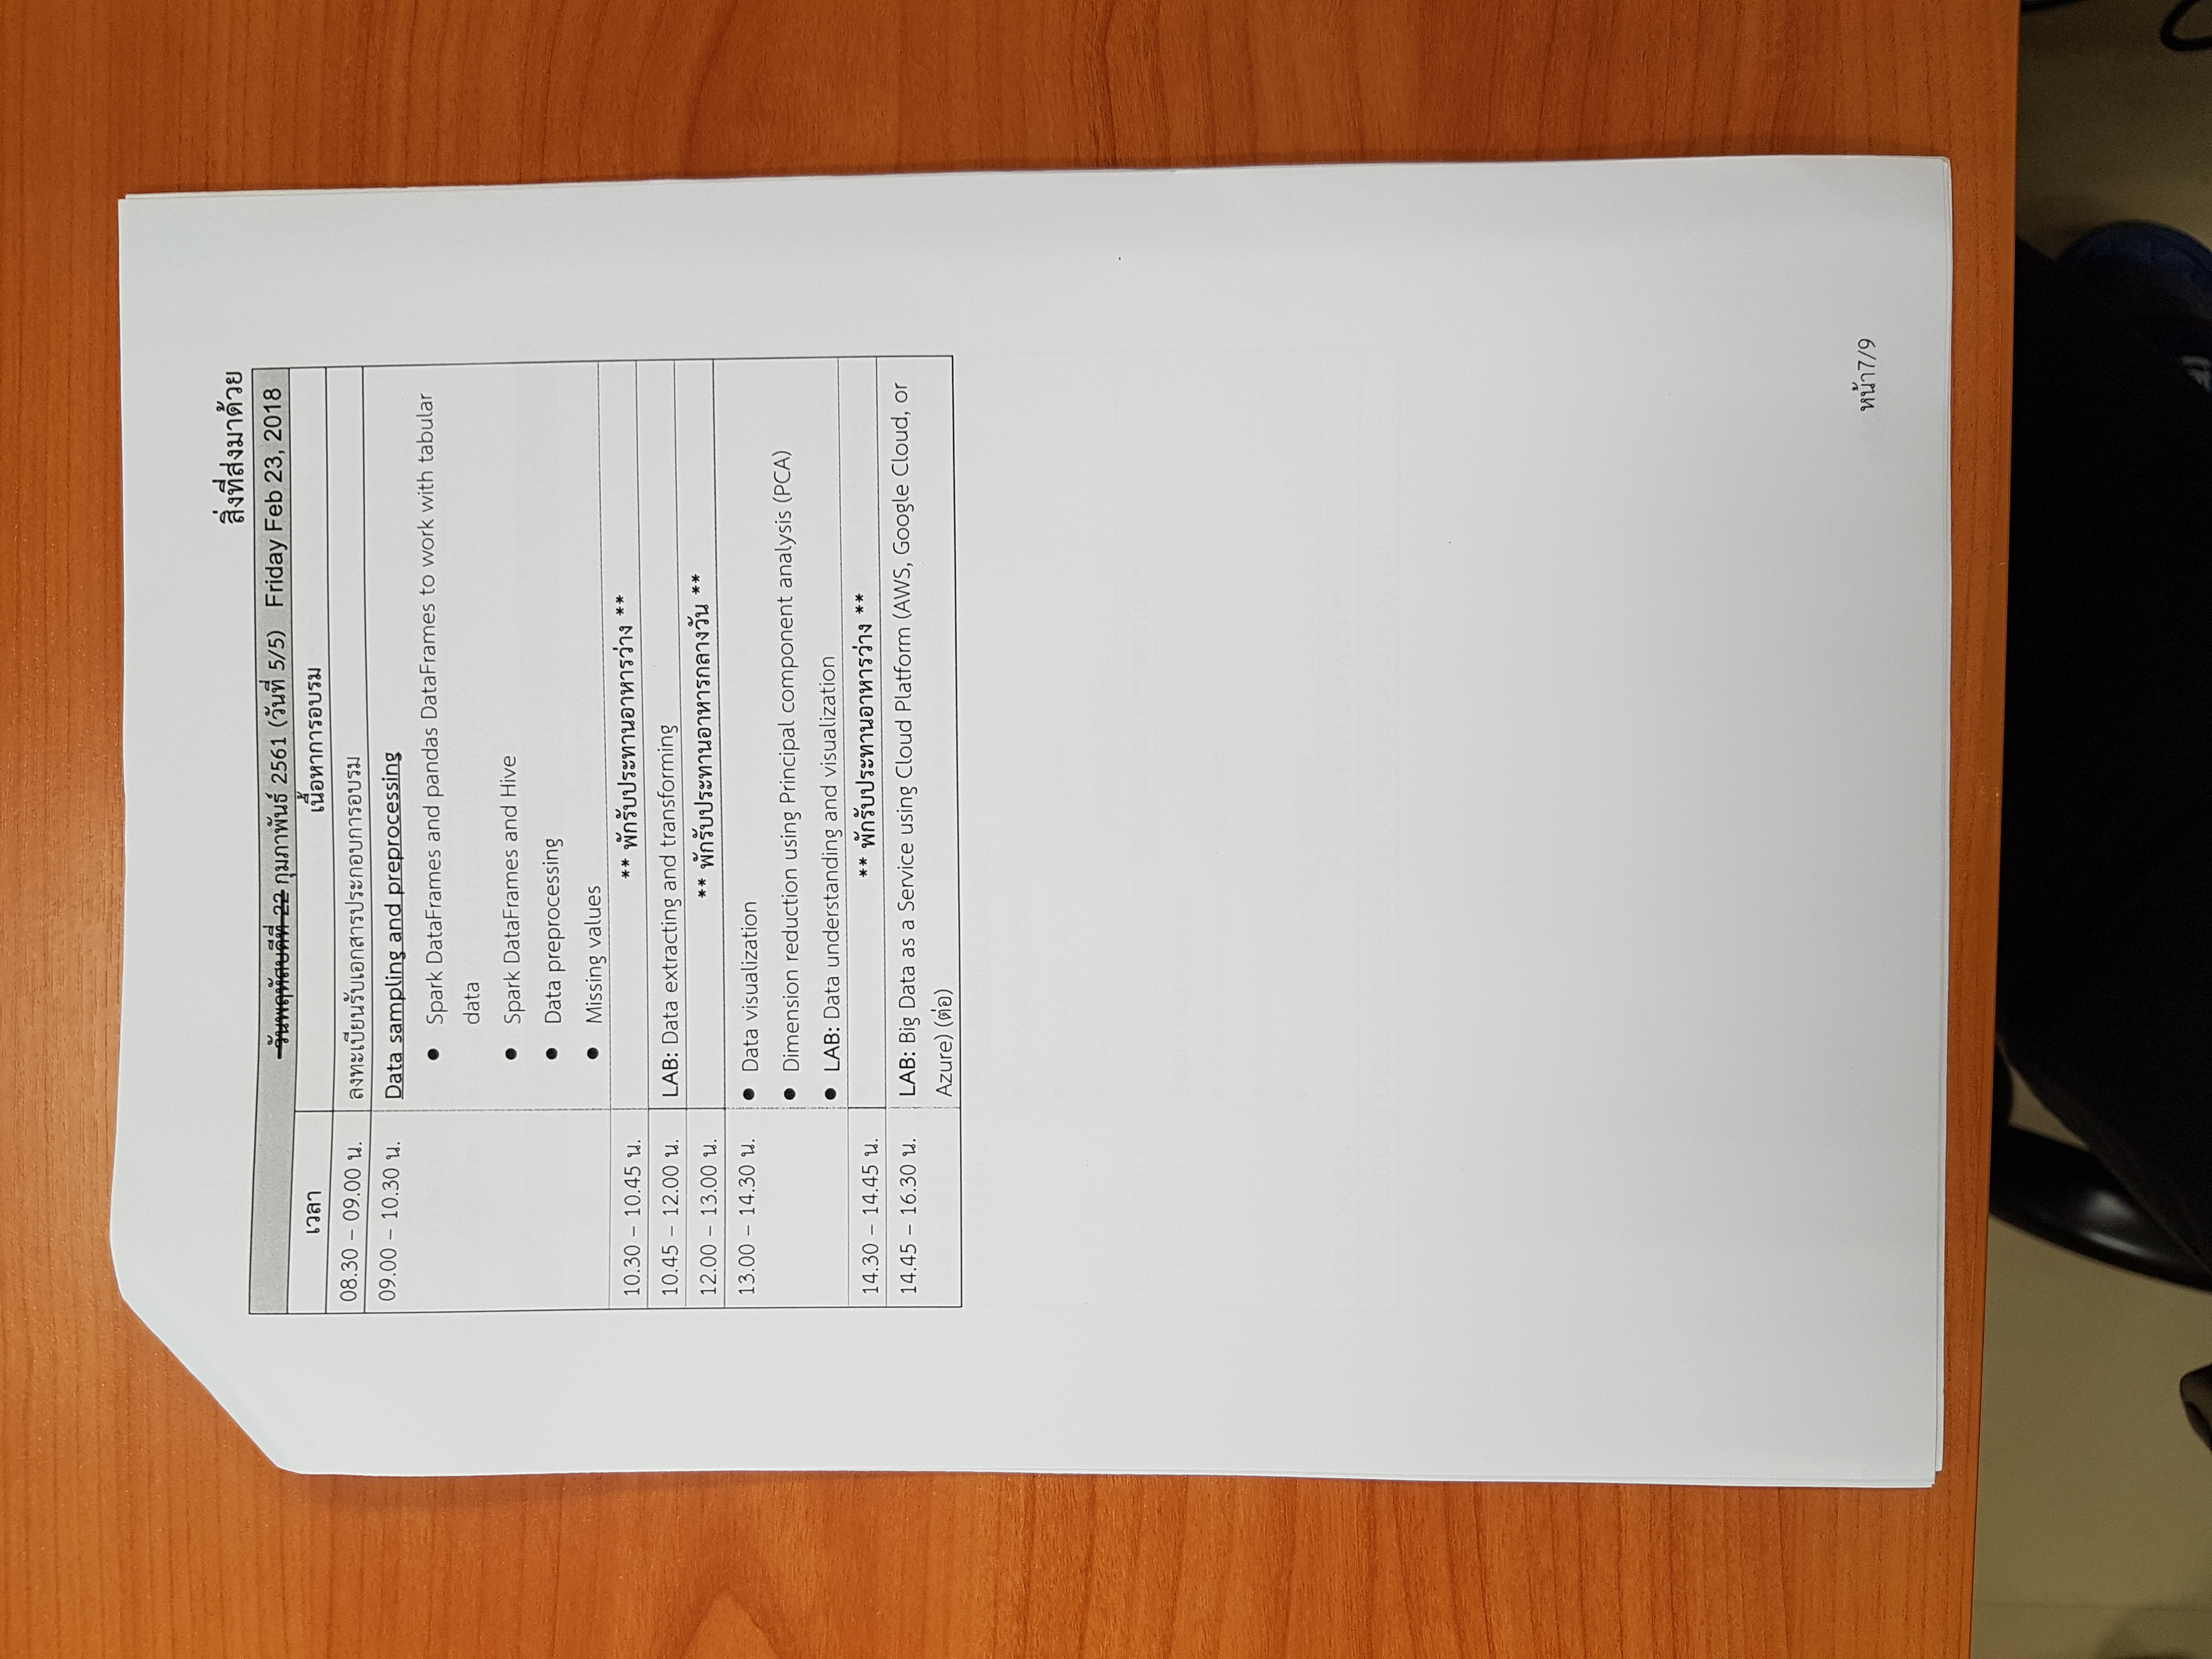 สิ่งที่ส่งมาด้วย
วันพฤหัสบดีที่ 22 กุมภาพันธ์ 2561 (วันที่ 5/5) Friday Feb 23, 2018
เวลา เนื้อหาการอบรม
08.30 – 09.00 น. ลงทะเบียนรับเอกสารประกอบการอบรม
09.00 – 10.30 น. Data sampling and preprocessing
● Spark DataFrames and pandas DataFrames to work with tabular
data
● Spark DataFrames and Hive
● Data preprocessing
● Missing values
10.30 – 10.45 น. ** พักรับประทานอาหารว่าง **
10.45 – 12.00 น. LAB: Data extracting and transforming
12.00 – 13.00 น. ** พักรับประทานอาหารกลางวัน **
13.00 – 14.30 น. ● Data visualization
● Dimension reduction using Principal component analysis (PCA)
● LAB: Data understanding and visualization
14.30 – 14.45 น. ** พักรับประทานอาหารว่าง **
14.45 – 16.30 น. LAB: Big Data as a Service using Cloud Platform (AWS, Google Cloud, or
Azure) (ต่อ)
หน้า7/9